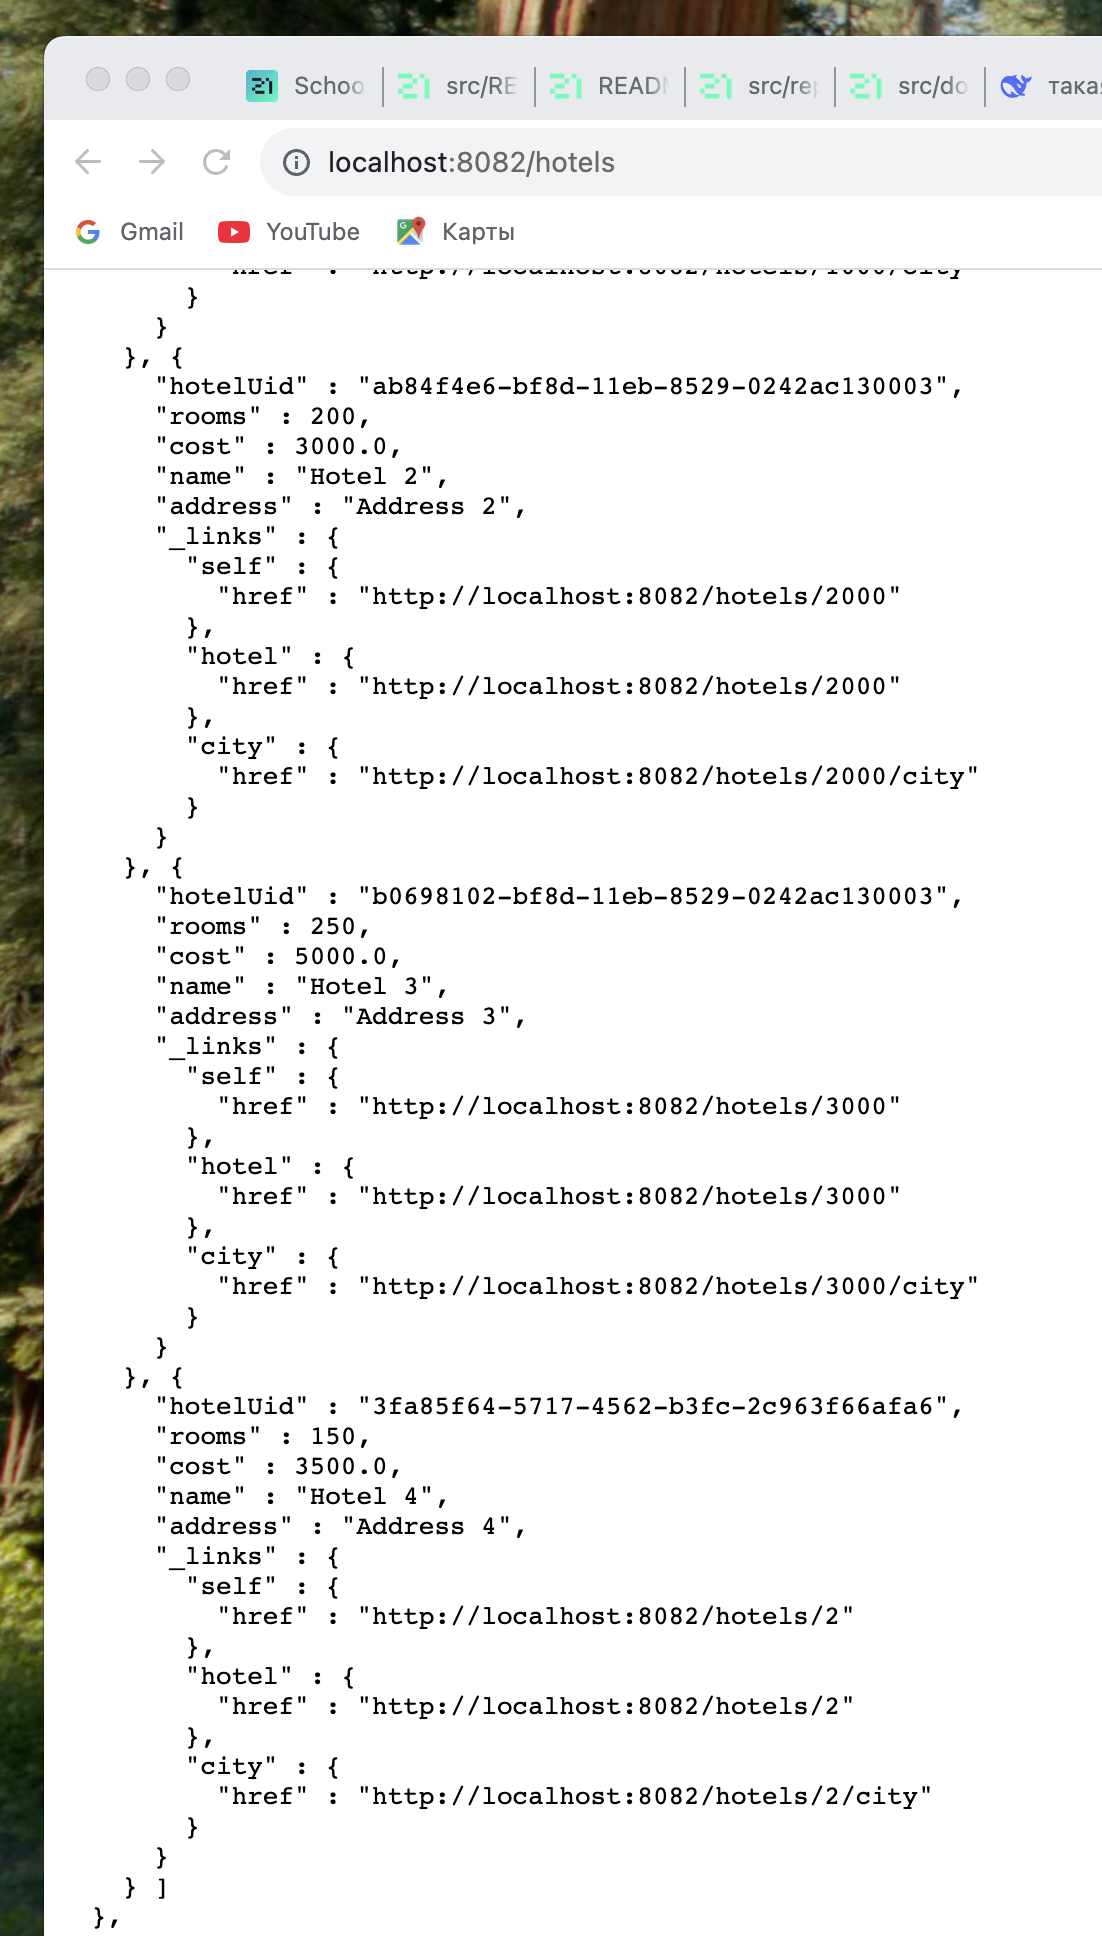 Schoo
src/RE
READ
src/re
src/do
така
localhost:8082/hotels
Gmail
YouTube
Карты
"href" : "http://localhost:8082/hotels/1000/city"
}
}
}, {
"hotelUid" : "ab84f4e6-bf8d-11eb-8529-0242ac130003",
"rooms" : 200,
"cost" : 3000.0,
"name" : "Hotel 2",
"address" : "Address 2",
"_links" : {
"self" : {
"href" : "http://localhost:8082/hotels/2000"
},
"hotel" : {
"href" : "http://localhost:8082/hotels/2000"
},
"city" : {
"href" : "http://localhost:8082/hotels/2000/city"
}
}
}, {
"hotelUid" : "b0698102-bf8d-11eb-8529-0242ac130003",
"rooms" : 250,
"cost" : 5000.0,
"name" : "Hotel 3",
"address" : "Address 3",
"_links" : {
"self" : {
"href" : "http://localhost:8082/hotels/3000"
},
"hotel" : {
"href" : "http://localhost:8082/hotels/3000"
},
"city" : {
"href" : "http://localhost:8082/hotels/3000/city"
}
}
}, {
"hotelUid" : "3fa85f64-5717-4562-b3fc-2c963f66afa6",
"rooms" : 150,
"cost" : 3500.0,
"name" : "Hotel 4",
"address" : "Address 4",
"_links" : {
"self" : {
"href" : "http://localhost:8082/hotels/2"
},
"hotel" : {
"href" : "http://localhost:8082/hotels/2"
},
"city" : {
"href" : "http://localhost:8082/hotels/2/city"
}
}
} ]
},